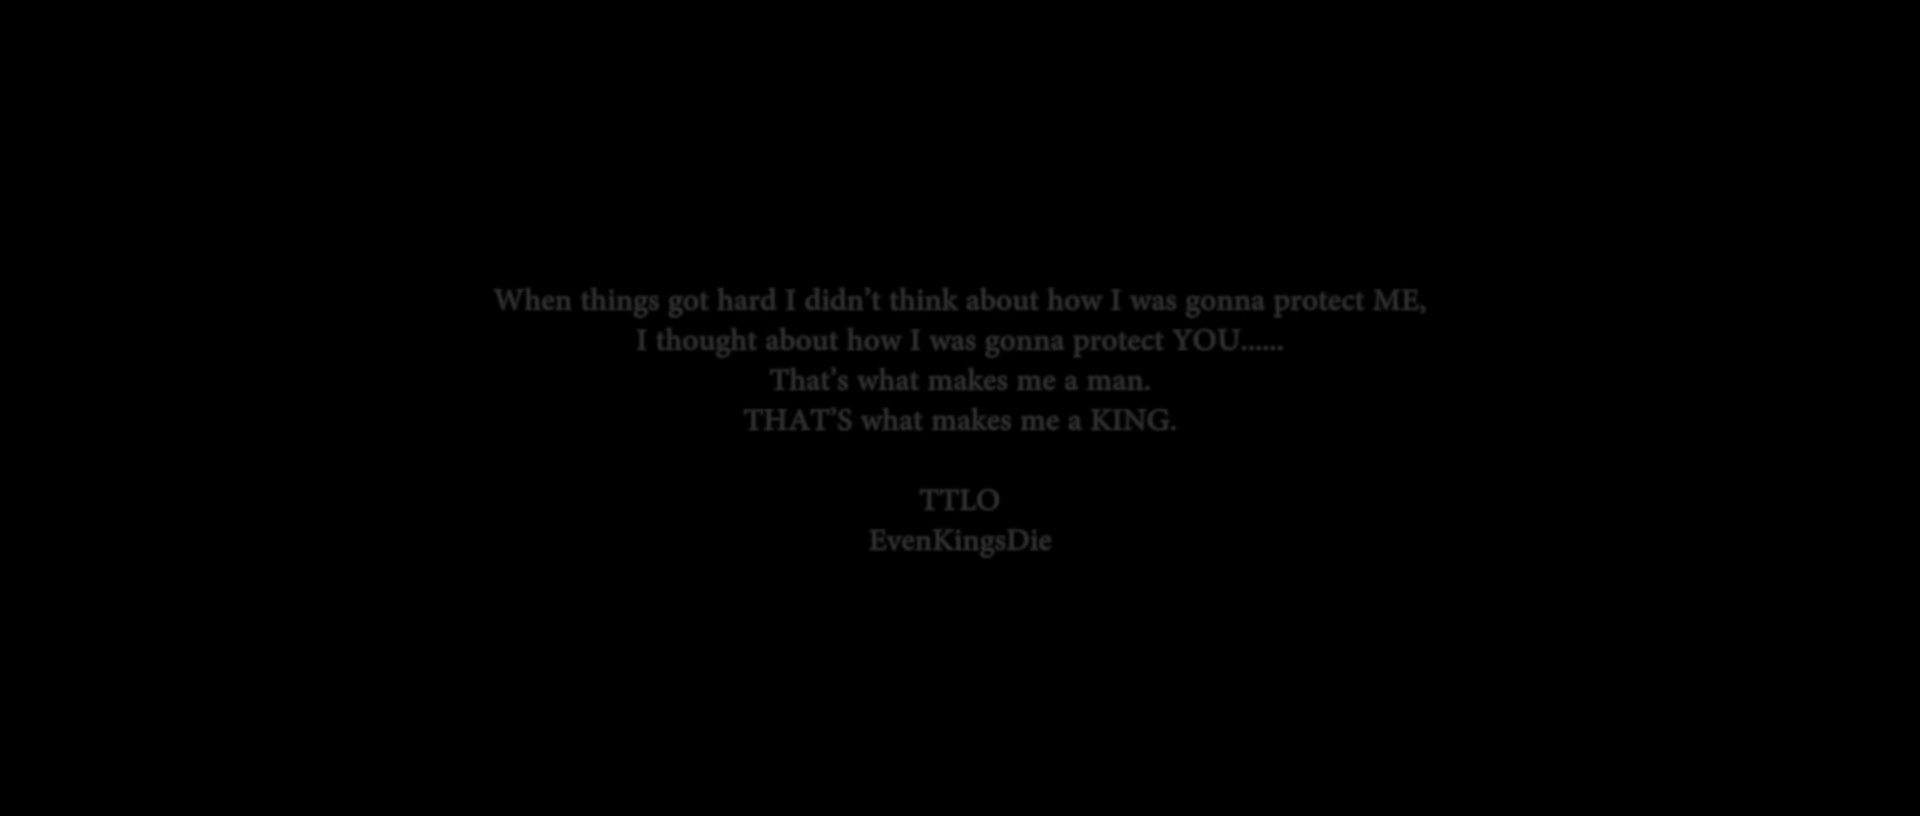 When things got hard I didn’t think about how I was gonna protect ME,
I thought about how I was gonna protect YOU......
That’s what makes me a man.
THAT’S what makes me a KING.
TTLO
EvenKingsDie